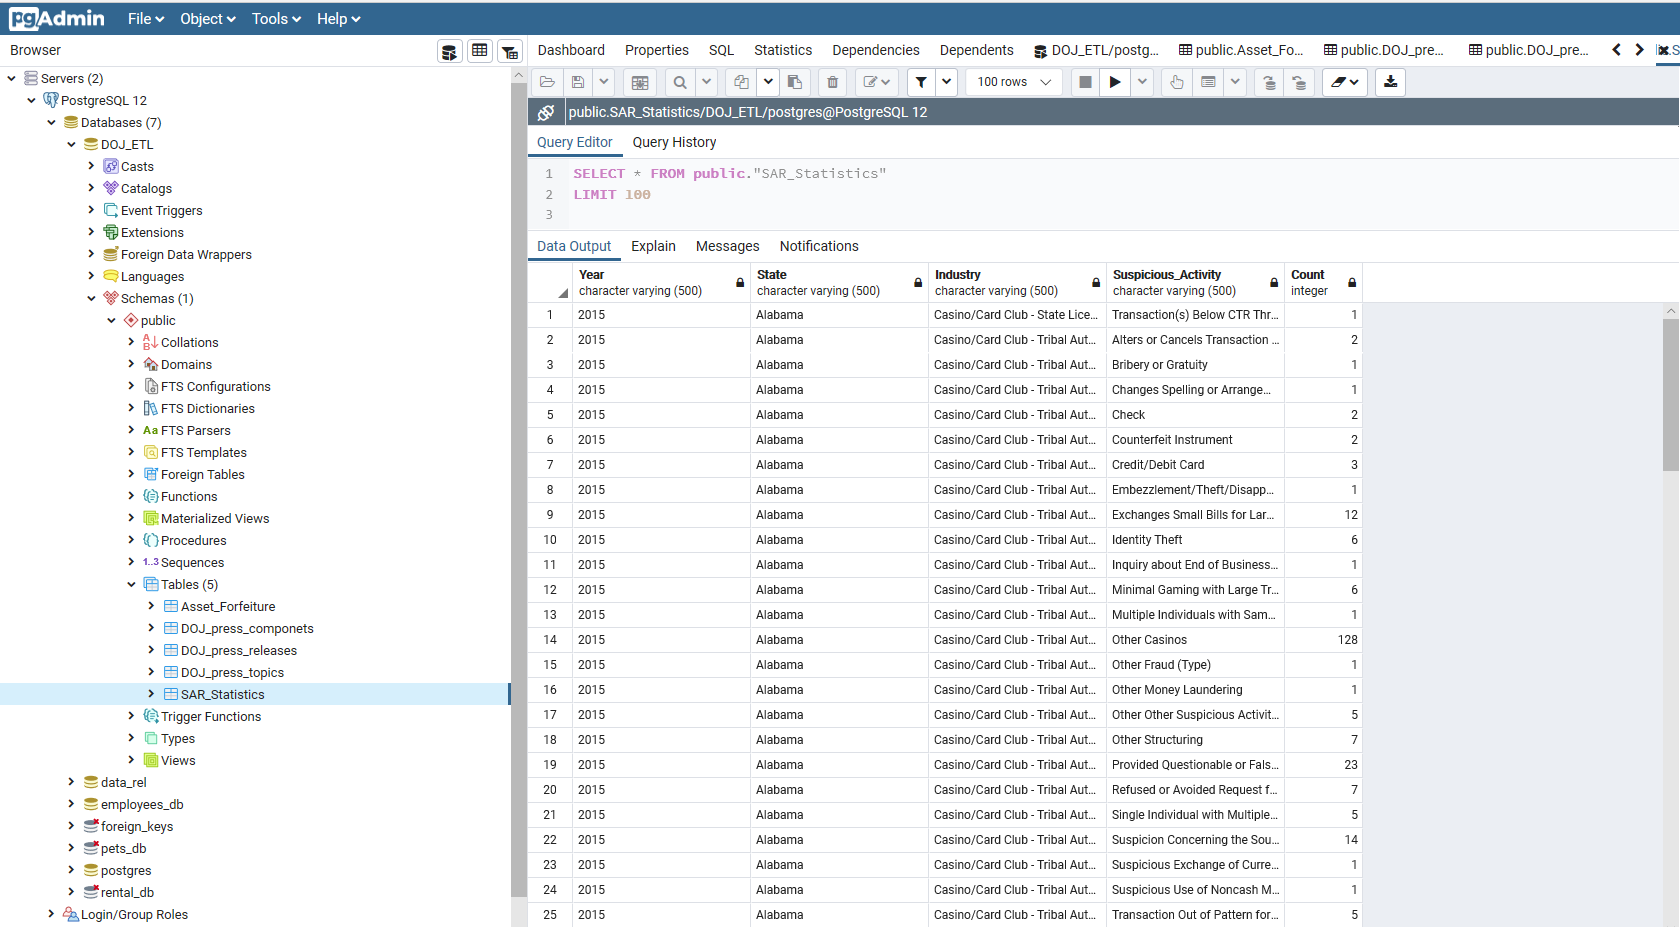 pgAdmin File Object Tools Help
Browser
Dashboard Properties SQL Statistics Dependencies Dependents DOJ_ETL/postg... public.Asset_Fo... public.DOJ_pre... public.DOJ_pre...
100 rows
public.SAR_Statistics/DOJ_ETL/postgres@PostgreSQL 12
Servers (2)
PostgreSQL 12
Databases (7)
DOJ_ETL
Casts
Catalogs
Event Triggers
Extensions
Foreign Data Wrappers
Languages
Schemas (1)
public
Collations
Domains
FTS Configurations
FTS Dictionaries
Aa FTS Parsers
FTS Templates
Foreign Tables
Functions
Materialized Views
Procedures
1..3 Sequences
Tables (5)
Asset_Forfeiture
DOJ_press_componets
DOJ_press_releases
DOJ_press_topics
SAR_Statistics
Trigger Functions
Types
Views
data_rel
employees_db
foreign_keys
pets_db
postgres
rental_db
Login/Group Roles
Query Editor Query History
1 SELECT * FROM public."SAR_Statistics"
2 LIMIT 100
3
Data Output Explain Messages Notifications
Year State Industry Suspicious_Activity Count
character varying (500) character varying (500) character varying (500) character varying (500) integer
1 2015 Alabama Casino/Card Club - State Lice... Transaction(s) Below CTR Thr... 1
2 2015 Alabama Casino/Card Club - Tribal Aut... Alters or Cancels Transaction ... 2
3 2015 Alabama Casino/Card Club - Tribal Aut... Bribery or Gratuity 1
4 2015 Alabama Casino/Card Club - Tribal Aut... Changes Spelling or Arrange... 1
5 2015 Alabama Casino/Card Club - Tribal Aut... Check 2
6 2015 Alabama Casino/Card Club - Tribal Aut... Counterfeit Instrument 2
7 2015 Alabama Casino/Card Club - Tribal Aut... Credit/Debit Card 3
8 2015 Alabama Casino/Card Club - Tribal Aut... Embezzlement/Theft/Disapp... 1
9 2015 Alabama Casino/Card Club - Tribal Aut... Exchanges Small Bills for Lar... 12
10 2015 Alabama Casino/Card Club - Tribal Aut... Identity Theft 6
11 2015 Alabama Casino/Card Club - Tribal Aut... Inquiry about End of Business... 1
12 2015 Alabama Casino/Card Club - Tribal Aut... Minimal Gaming with Large Tr... 6
13 2015 Alabama Casino/Card Club - Tribal Aut... Multiple Individuals with Sam... 1
14 2015 Alabama Casino/Card Club - Tribal Aut... Other Casinos 128
15 2015 Alabama Casino/Card Club - Tribal Aut... Other Fraud (Type) 1
16 2015 Alabama Casino/Card Club - Tribal Aut... Other Money Laundering 1
17 2015 Alabama Casino/Card Club - Tribal Aut... Other Other Suspicious Activit... 5
18 2015 Alabama Casino/Card Club - Tribal Aut... Other Structuring 7
19 2015 Alabama Casino/Card Club - Tribal Aut... Provided Questionable or Fals... 23
20 2015 Alabama Casino/Card Club - Tribal Aut... Refused or Avoided Request f... 7
21 2015 Alabama Casino/Card Club - Tribal Aut... Single Individual with Multiple... 5
22 2015 Alabama Casino/Card Club - Tribal Aut... Suspicion Concerning the Sou... 14
23 2015 Alabama Casino/Card Club - Tribal Aut... Suspicious Exchange of Curre... 1
24 2015 Alabama Casino/Card Club - Tribal Aut... Suspicious Use of Noncash M... 1
25 2015 Alabama Casino/Card Club - Tribal Aut... Transaction Out of Pattern for... 5